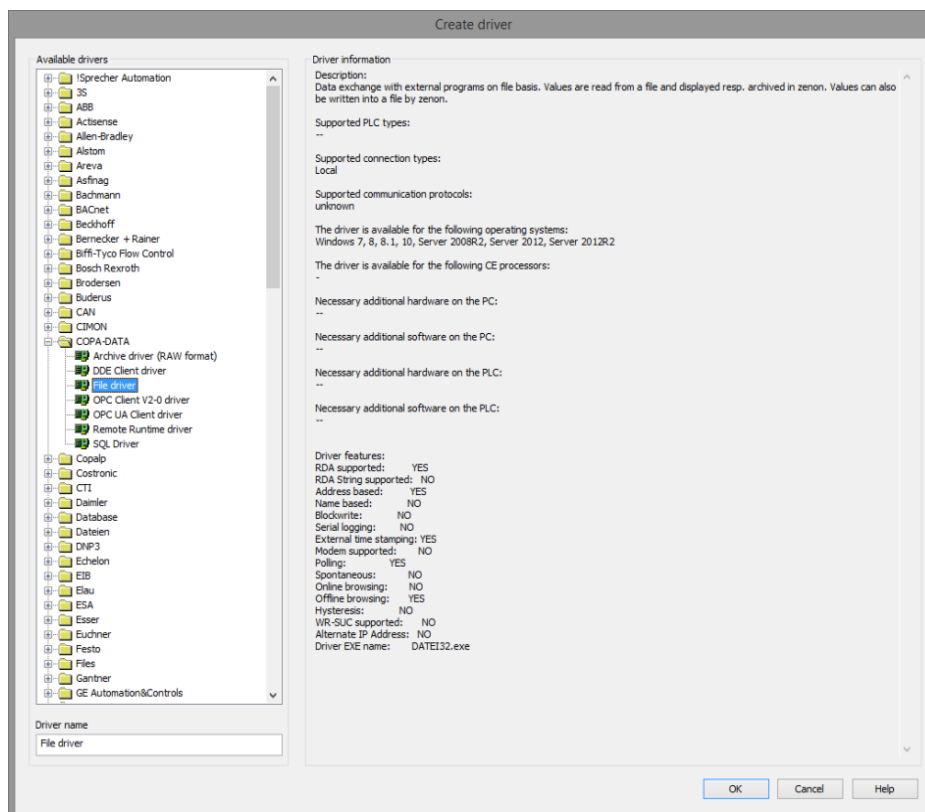 Create driver
Available drivers
!Sprecher Automation
3S
ABB
Actisense
Allen-Bradley
Alstom
Areva
Asfinag
Bachmann
BACnet
Beckhoff
Bernecker + Rainer
Biffi-Tyco Flow Control
Bosch Rexroth
Brodersen
Buderus
CAN
CIMON
COPA-DATA
Archive driver (RAW format)
DDE Client driver
File driver
OPC Client V2-0 driver
OPC UA Client driver
Remote Runtime driver
SQL Driver
Copalp
Costronic
CTI
Daimler
Database
Dateien
DNP3
Echelon
EIB
Elau
ESA
Esser
Euchner
Festo
Files
Gantner
GE Automation&Controls
Driver name
File driver
Driver information
Description:
Data exchange with external programs on file basis. Values are read from a file and displayed resp. archived in zenon. Values can also
be written into a file by zenon.
Supported PLC types:
--
Supported connection types:
Local
Supported communication protocols:
unknown
The driver is available for the following operating systems:
Windows 7, 8, 8.1, 10, Server 2008R2, Server 2012, Server 2012R2
The driver is available for the following CE processors:
-
Necessary additional hardware on the PC:
--
Necessary additional software on the PC:
--
Necessary additional hardware on the PLC:
--
Necessary additional software on the PLC:
--
Driver features:
RDA supported: YES
RDA String supported: NO
Address based: YES
Name based: NO
Blockwrite: NO
Serial logging: NO
External time stamping: YES
Modem supported: NO
Polling: YES
Spontaneous: NO
Online browsing: NO
Offline browsing: YES
Hysteresis: NO
WR-SUC supported: NO
Alternate IP Address: NO
Driver EXE name: DATEI32.exe
OK
Cancel
Help